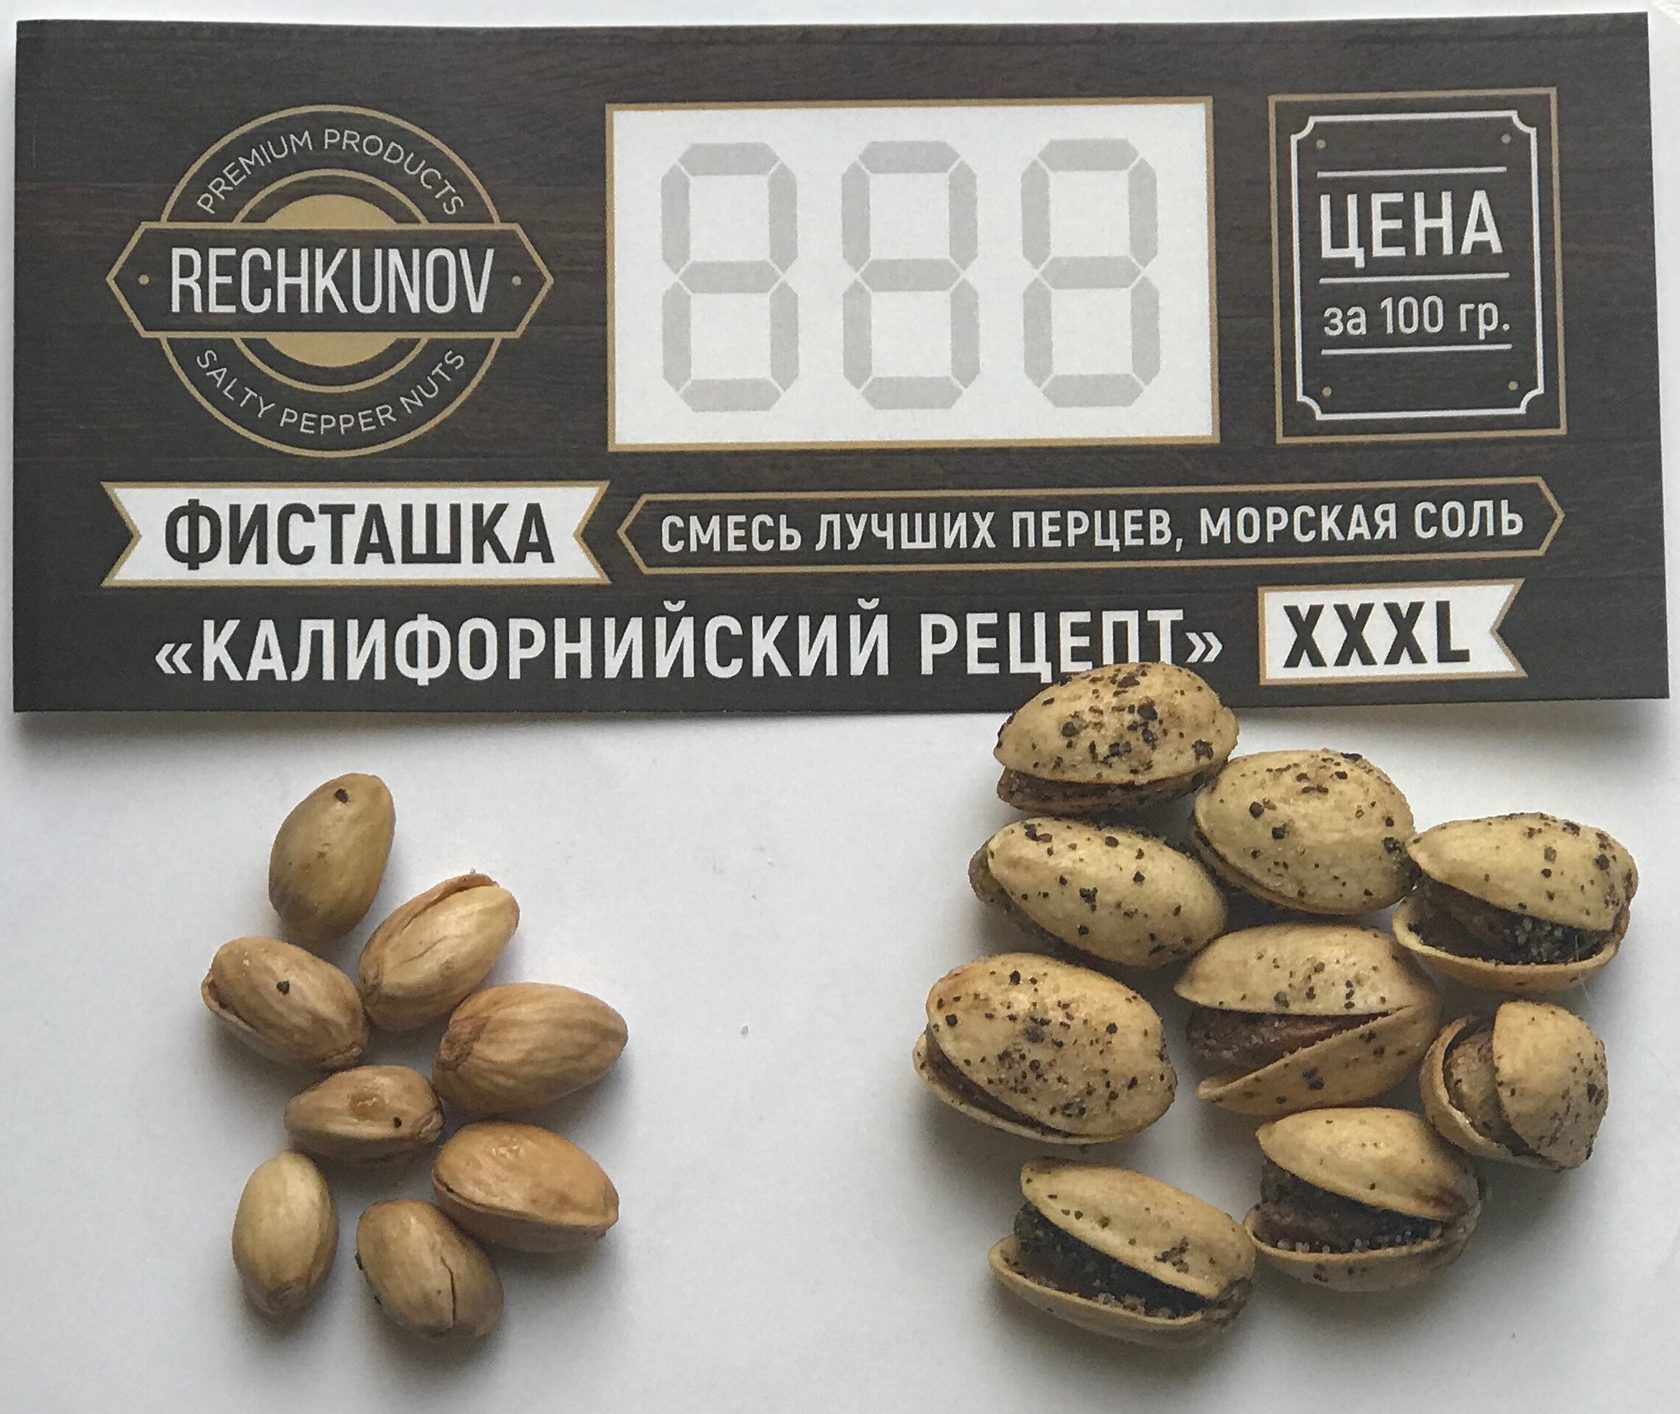 PREMIUM PRODUCTS
RECHKUNOV
SALTY PEPPER NUTS
888
ЦЕНА
за 100 гр.
ФИСТАШКА
СМЕСЬ ЛУЧШИХ ПЕРЦЕВ, МОРСКАЯ СОЛЬ
«КАЛИФОРНИЙСКИЙ РЕЦЕПТ»
XXXL